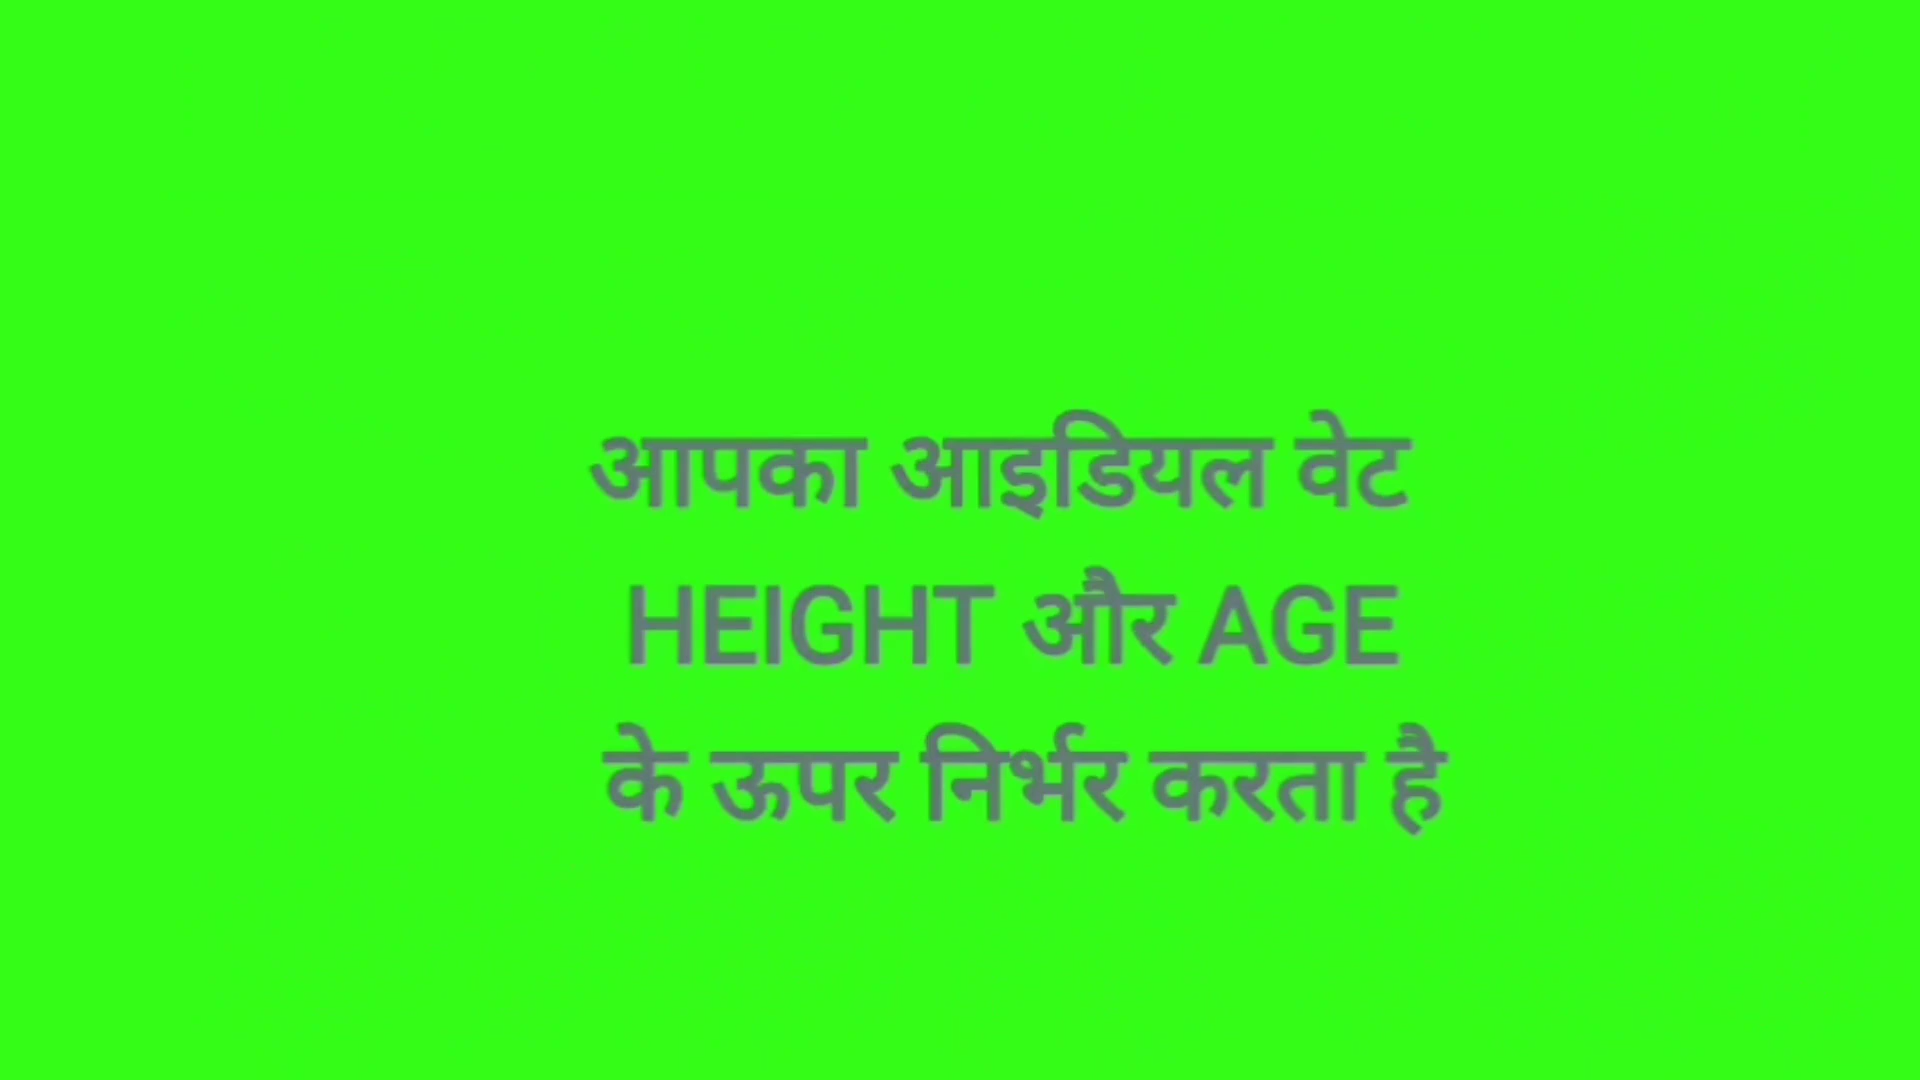 आपका आइडियल वेट
HEIGHT और AGE
के ऊपर निर्भर करता है